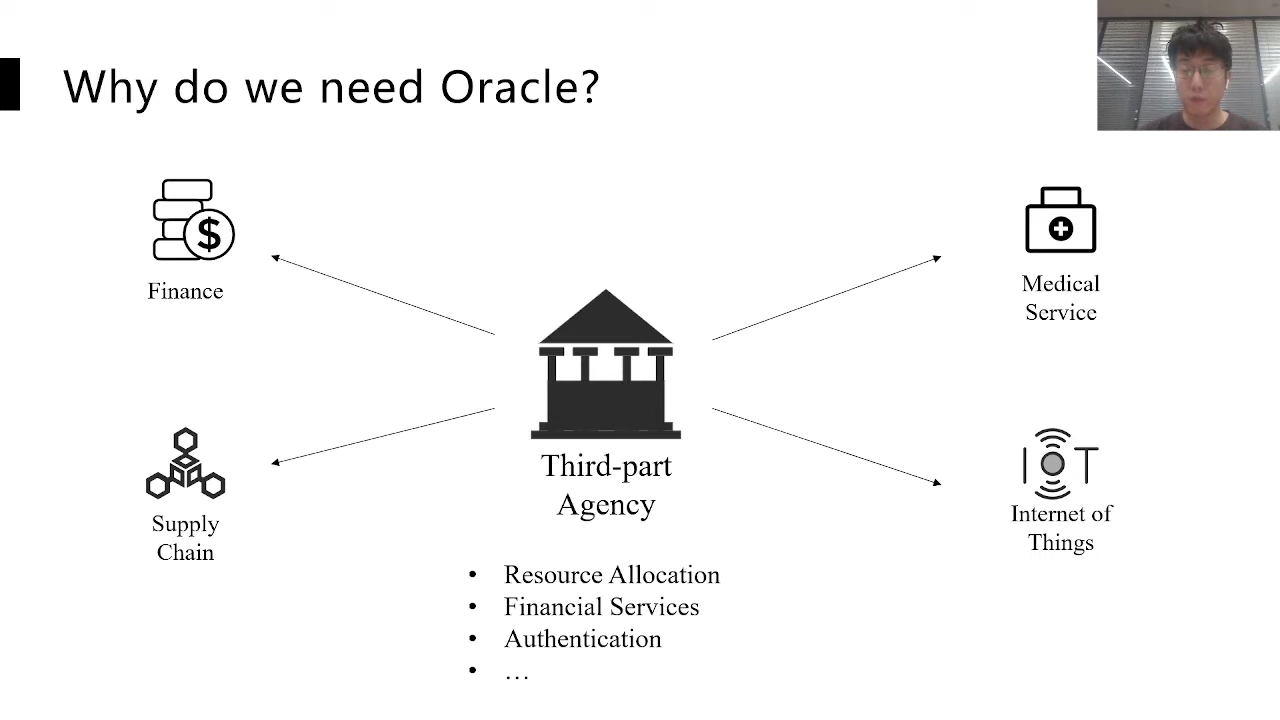 Why do we need Oracle?
$
Finance
Medical
Service
Third-part
Agency
Supply
Chain
I T
Internet of
Things
• Resource Allocation
• Financial Services
• Authentication
• …